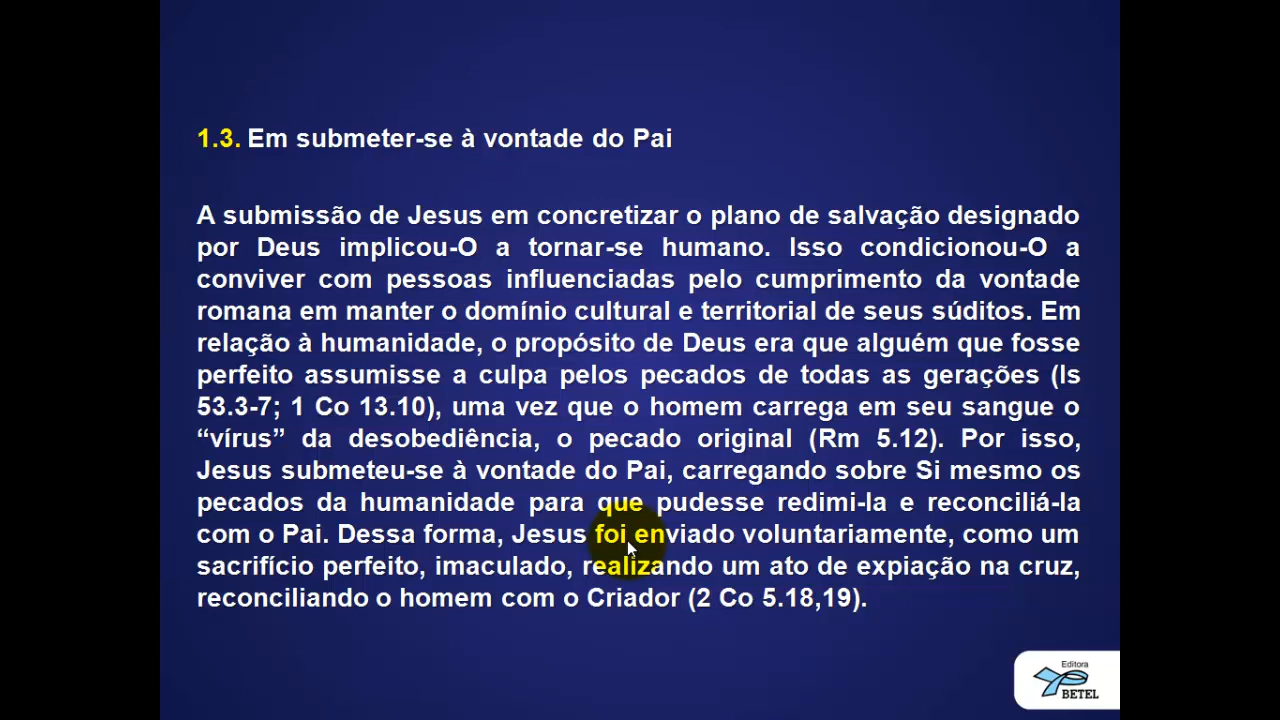 1.3. Em submeter-se à vontade do Pai
A submissão de Jesus em concretizar o plano de salvação designado
por Deus implicou-O a tornar-se humano. Isso condicionou-O a
conviver com pessoas influenciadas pelo cumprimento da vontade
romana em manter o domínio cultural e territorial de seus súditos. Em
relação à humanidade, o propósito de Deus era que alguém que fosse
perfeito assumisse a culpa pelos pecados de todas as gerações (Is
53.3-7; 1 Co 13.10), uma vez que o homem carrega em seu sangue o
“vírus” da desobediência, o pecado original (Rm 5.12). Por isso,
Jesus submeteu-se à vontade do Pai, carregando sobre Si mesmo os
pecados da humanidade para que pudesse redimi-la e reconciliá-la
com o Pai. Dessa forma, Jesus foi enviado voluntariamente, como um
sacrifício perfeito, imaculado, realizando um ato de expiação na cruz,
reconciliando o homem com o Criador (2 Co 5.18,19).
Editora
BETEL